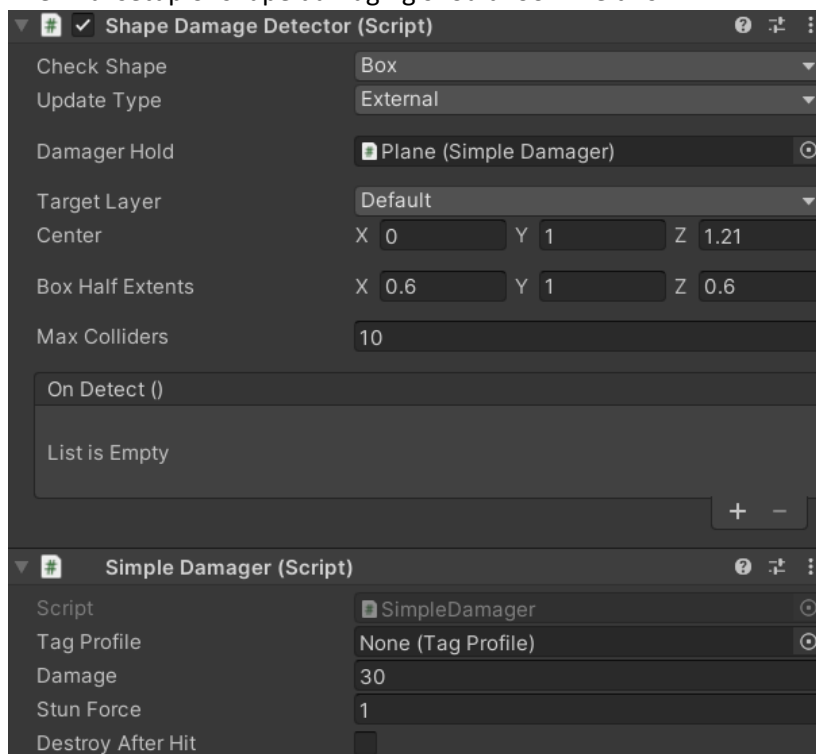 Shape Damage Detector (Script)
Check Shape Box
Update Type External
Damager Hold Plane (Simple Damager)
Target Layer Default
Center X 0 Y 1 Z 1.21
Box Half Extents X 0.6 Y 1 Z 0.6
Max Colliders 10
On Detect ()
List is Empty
+ −
# Simple Damager (Script)
Script SimpleDamager
Tag Profile None (Tag Profile)
Damage 30
Stun Force 1
Destroy After Hit